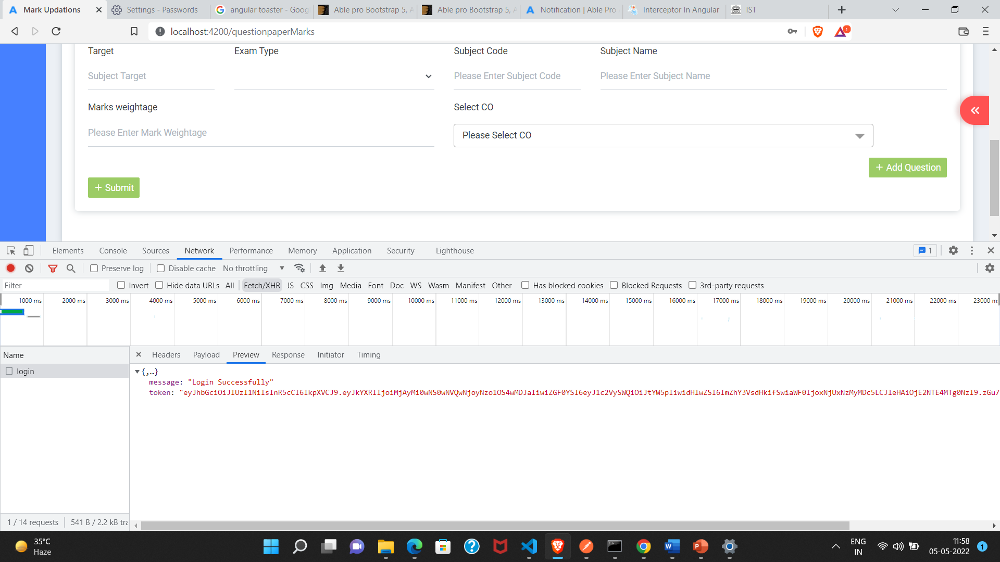 Mark Updations
Settings - Passwords
angular toaster - Goog
Able pro Bootstrap 5, A
Able pro Bootstrap 5, A
Notification | Able Pro
Interceptor In Angular
IST
localhost:4200/questionpaperMarks
1
Target
Exam Type
Subject Code
Subject Name
Subject Target
Please Enter Subject Code
Please Enter Subject Name
Marks weightage
Select CO
Please Enter Mark Weightage
Please Select CO
+ Add Question
+ Submit
Elements Console Sources Network Performance Memory Application Security Lighthouse
1
Preserve log Disable cache No throttling
Filter Invert Hide data URLs All Fetch/XHR JS CSS Img Media Font Doc WS Wasm Manifest Other Has blocked cookies Blocked Requests 3rd-party requests
1000 ms 2000 ms 3000 ms 4000 ms 5000 ms 6000 ms 7000 ms 8000 ms 9000 ms 10000 ms 11000 ms 12000 ms 13000 ms 14000 ms 15000 ms 16000 ms 17000 ms 18000 ms 19000 ms 20000 ms 21000 ms 22000 m 23000 m
Name
Headers Payload Preview Response Initiator Timing
login
{,…}
message: "Login Successfully"
token:
1 / 14 requests 541 B / 2.2 kB tra
35°C
Haze
ENG
IN
11:58
05-05-2022
1